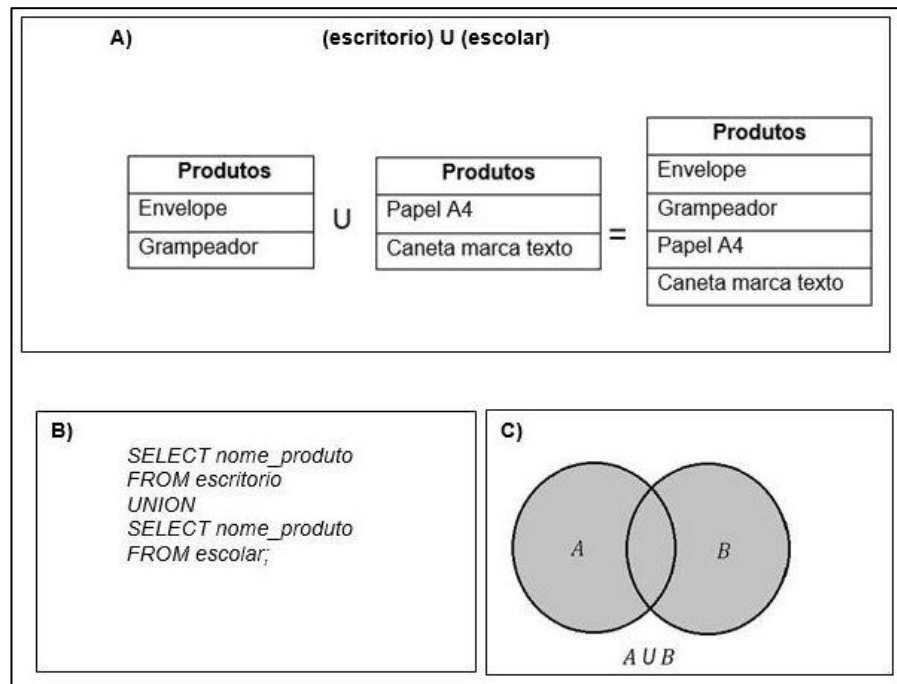 A) (escritorio) U (escolar)
Produtos
Envelope
Grampeador
U
Produtos
Papel A4
Caneta marca texto
=
Produtos
Envelope
Grampeador
Papel A4
Caneta marca texto
B)
SELECT nome_produto
FROM escritorio
UNION
SELECT nome_produto
FROM escolar;
C)
A
B
A U B